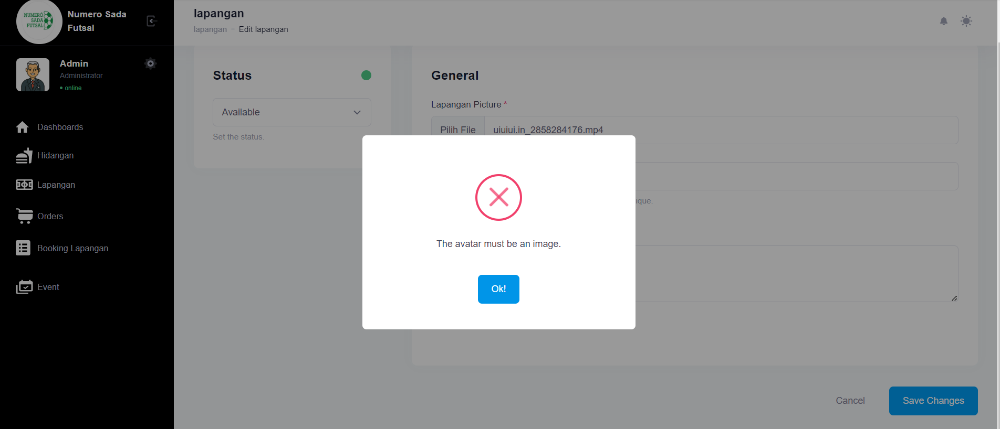 NUMERÓ
SADA
FUTSAL
Numero Sada
Futsal
Admin
Administrator
online
Dashboards
Hidangan
Lapangan
Orders
Booking Lapangan
Event
lapangan
lapangan - Edit lapangan
Status
Available
Set the status.
General
Lapangan Picture *
Pilih File uiuiui.in_2858284176.mp4
ique.
The avatar must be an image.
Ok!
Cancel
Save Changes